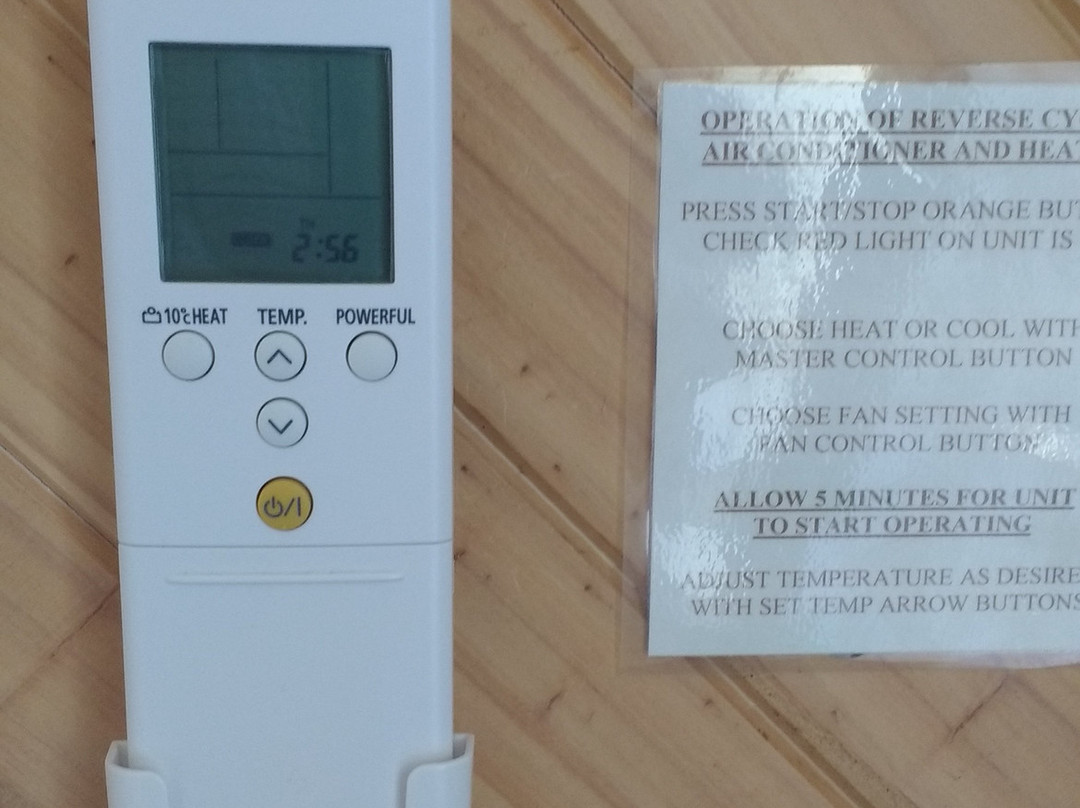 2:56
10°c HEAT TEMP. POWERFUL
OPERATION OF REVERSE CY
AIR CONDITIONER AND HEAT
PRESS START/STOP ORANGE BUT
CHECK RED LIGHT ON UNIT IS
CHOOSE HEAT OR COOL WITH
MASTER CONTROL BUTTON
CHOOSE FAN SETTING WITH
FAN CONTROL BUTTON
ALLOW 5 MINUTES FOR UNIT
TO START OPERATING
ADJUST TEMPERATURE AS DESIRE
WITH SET TEMP ARROW BUTTONS